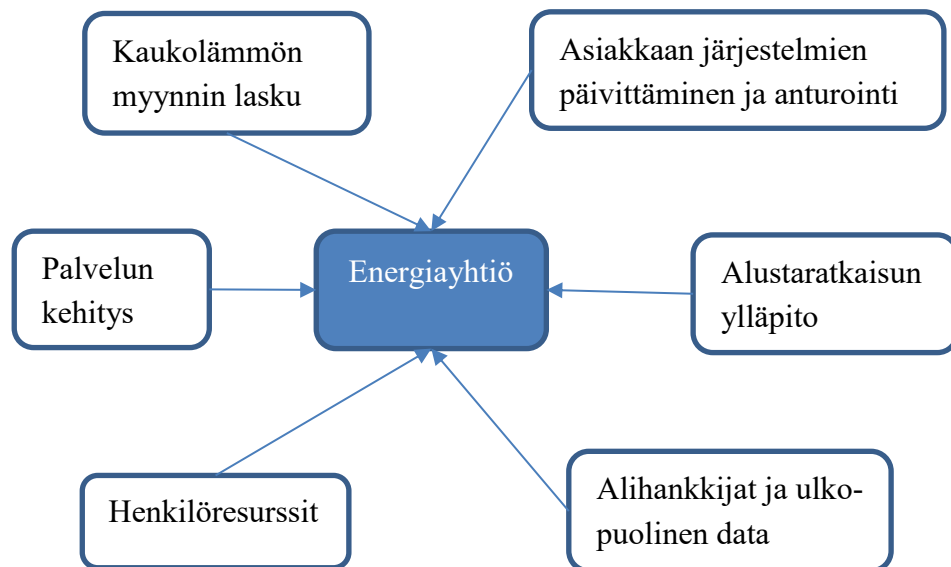 Kaukolämmön
myynnin lasku
Asiakkaan järjestelmien
päivittäminen ja anturointi
Palvelun
kehitys
Energiayhtiö
Alustaratkaisun
ylläpito
Henkilöresurssit
Alihankkijat ja ulko-
puolinen data